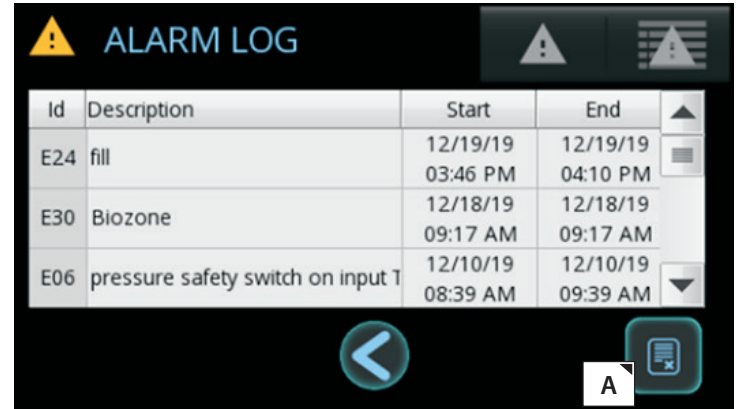 ALARM LOG
Id Description Start End
E24 fill 12/19/19 03:46 PM 12/19/19 04:10 PM
E30 Biozone 12/18/19 09:17 AM 12/18/19 09:17 AM
E06 pressure safety switch on input T 12/10/19 08:39 AM 12/10/19 09:39 AM
A